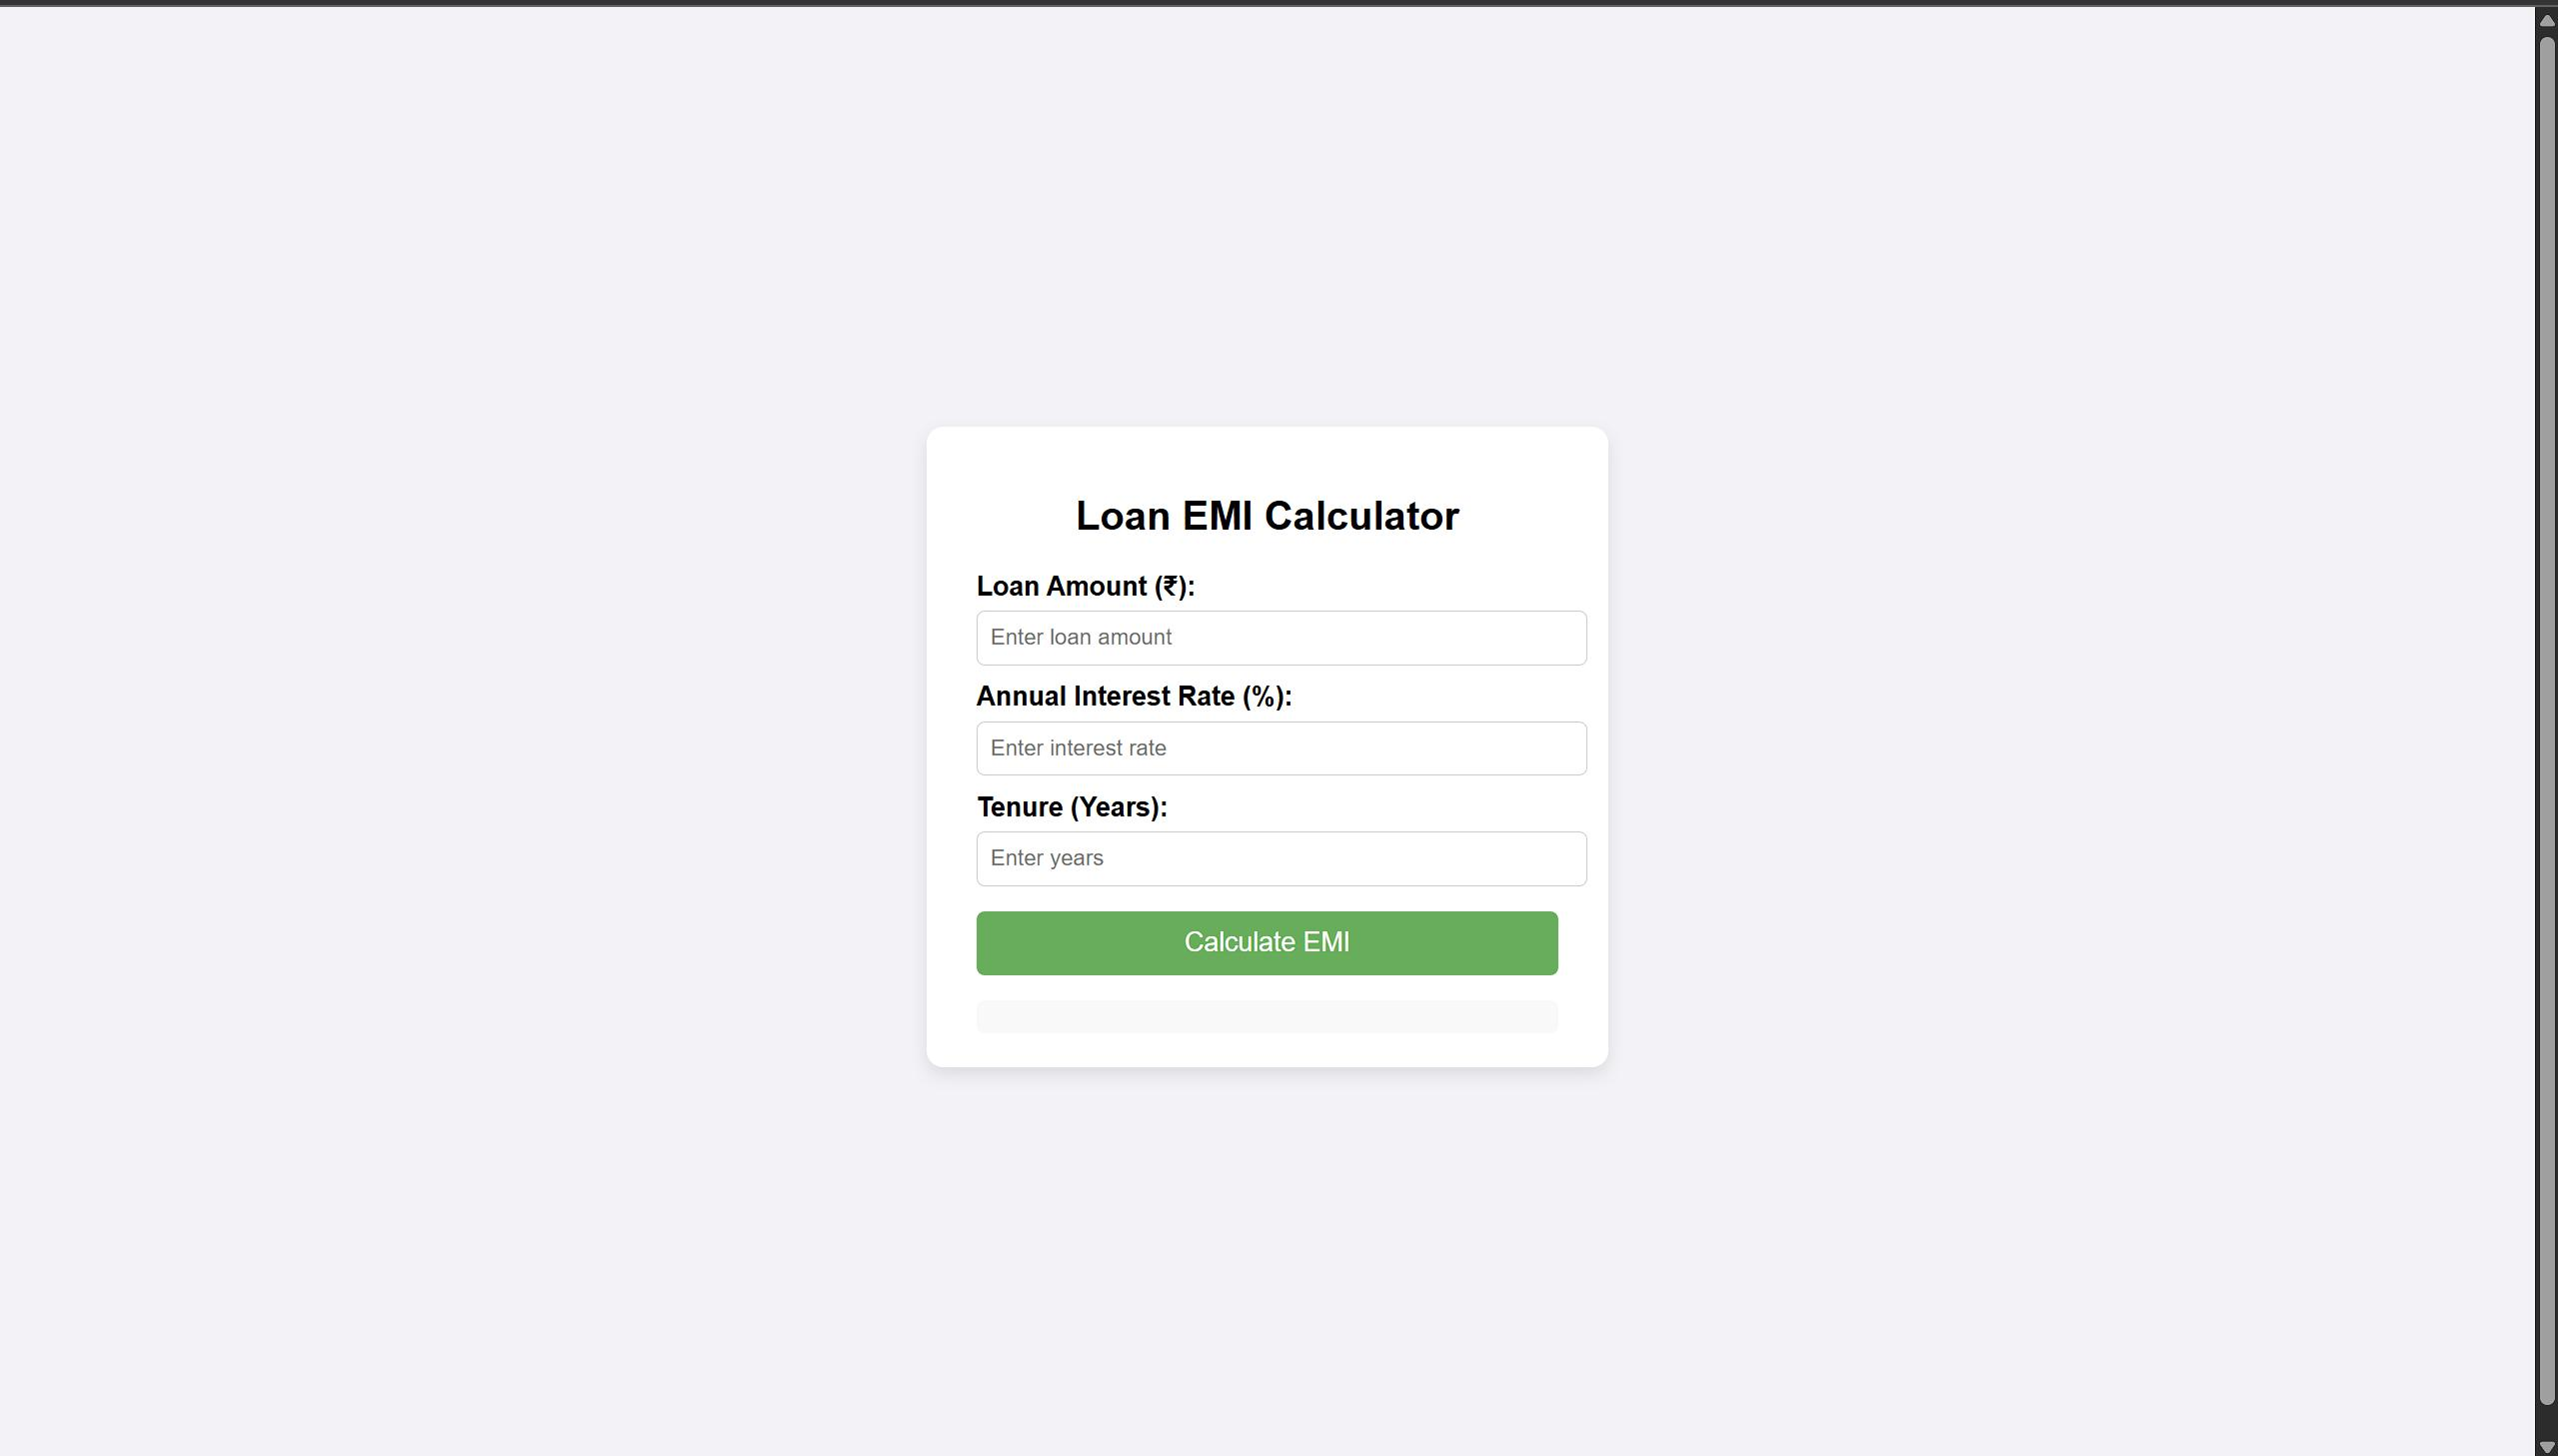 Loan EMI Calculator
Loan Amount (₹):
Enter loan amount
Annual Interest Rate (%):
Enter interest rate
Tenure (Years):
Enter years
Calculate EMI